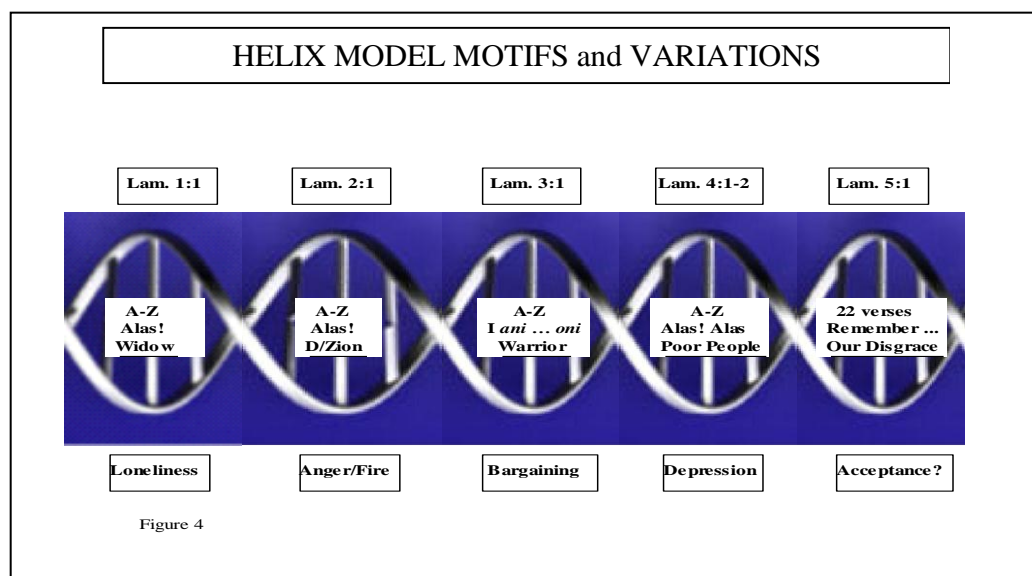 HELIX MODEL MOTIFS and VARIATIONS
Lam. 1:1
Lam. 2:1
Lam. 3:1
Lam. 4:1-2
Lam. 5:1
A-Z
Alas!
Widow
A-Z
Alas!
D/Zion
A-Z
I ani ... oni
Warrior
A-Z
Alas! Alas
Poor People
22 verses
Remember ...
Our Disgrace
Loneliness
Anger/Fire
Bargaining
Depression
Acceptance?
Figure 4